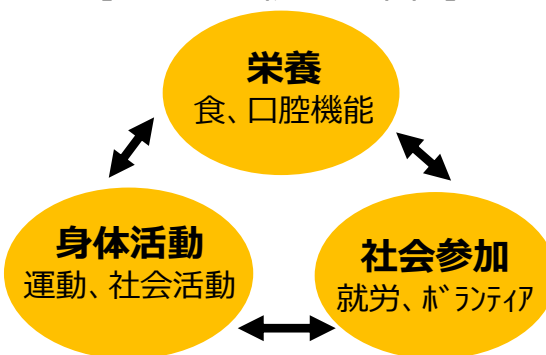 栄養
食、口腔機能
身体活動
運動、社会活動
社会参加
就労、ﾎﾞﾗﾝﾃｨｱ